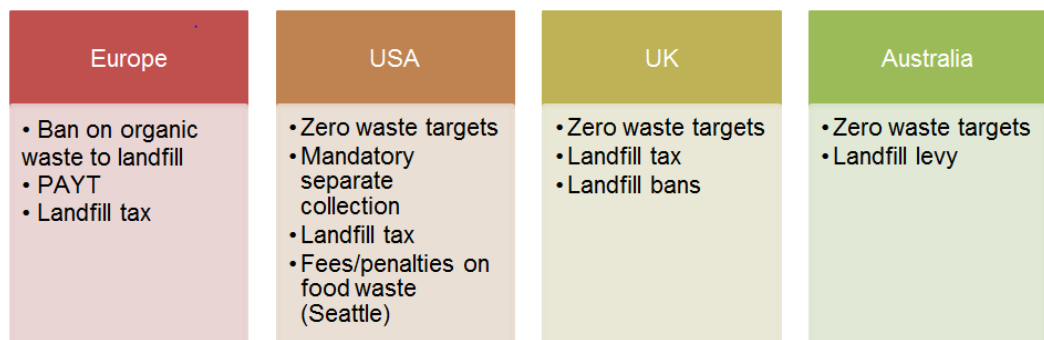 Europe
• Ban on organic
waste to landfill
• PAYT
• Landfill tax
USA
• Zero waste targets
• Mandatory
separate
collection
• Landfill tax
• Fees/penalties on
food waste
(Seattle)
UK
• Zero waste targets
• Landfill tax
• Landfill bans
Australia
• Zero waste targets
• Landfill levy